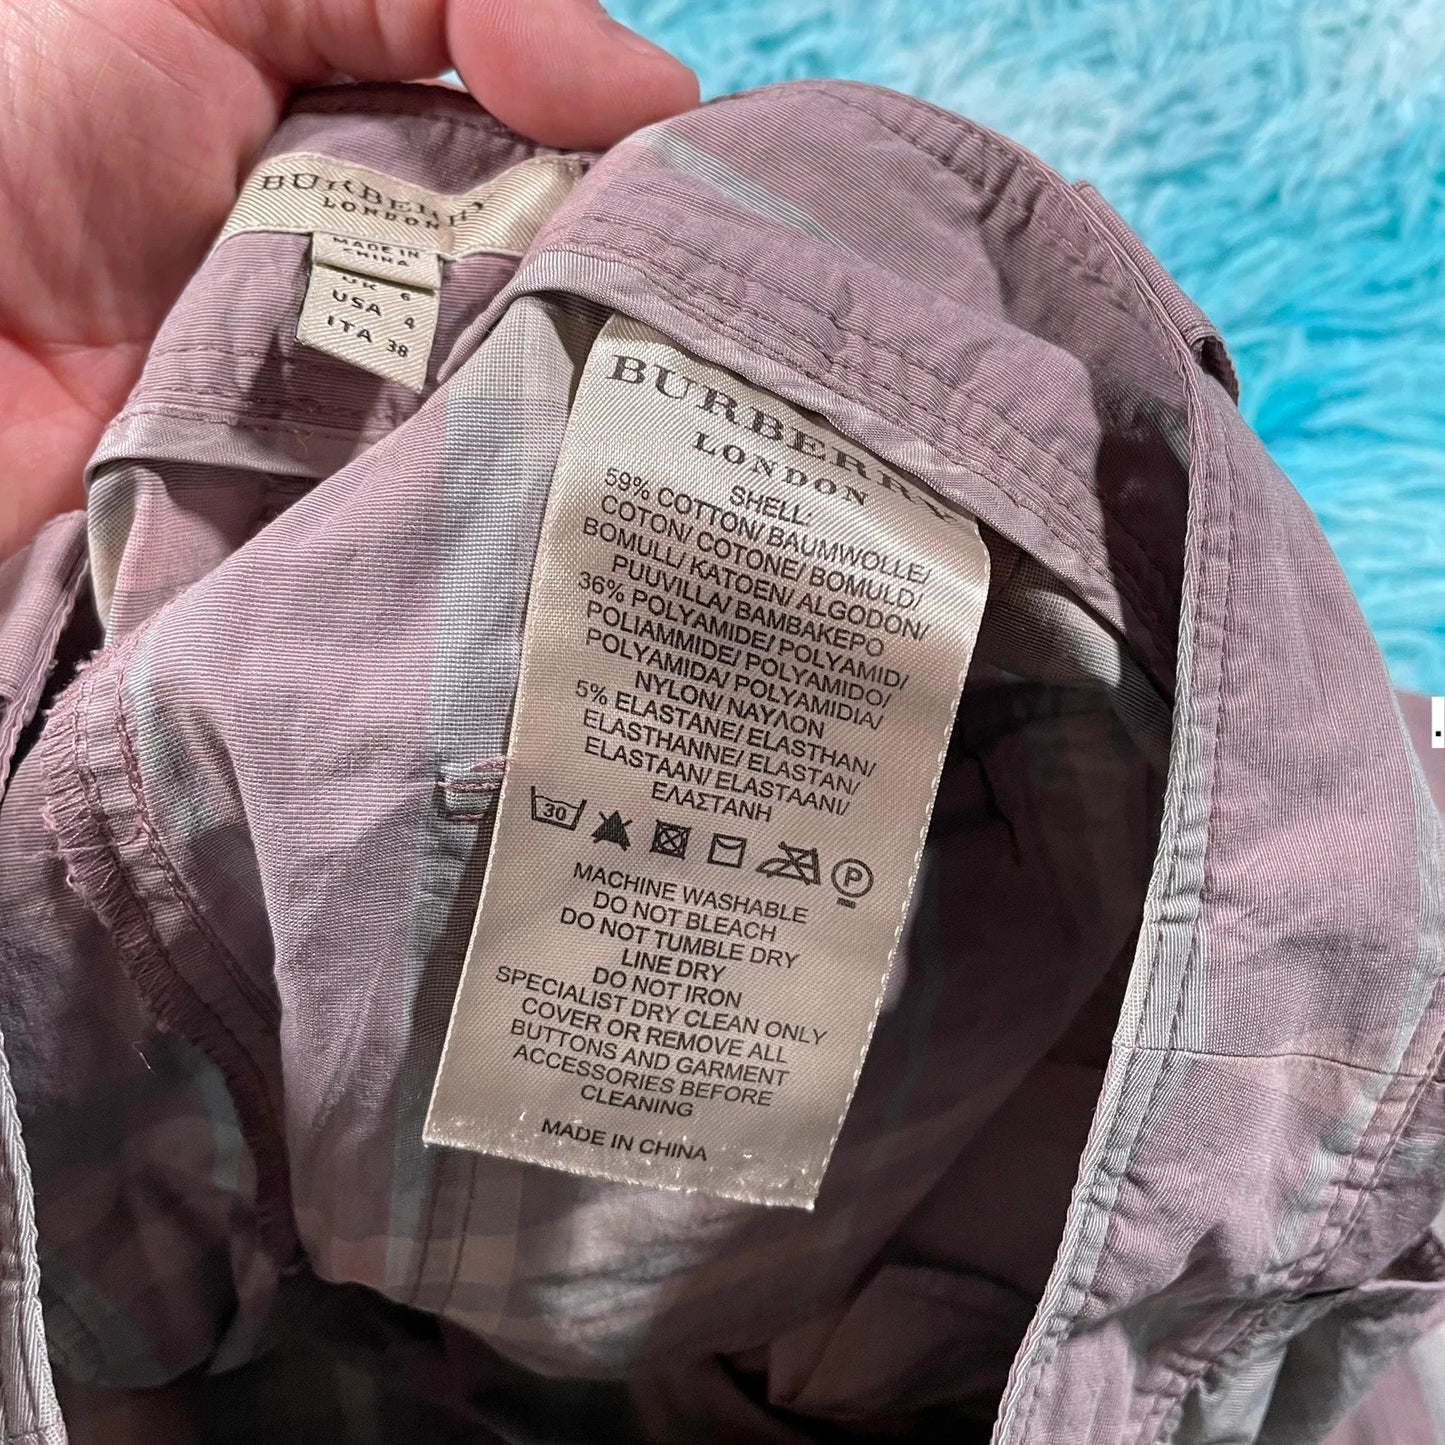 BURBERRY
LONDON
MADE IN
CHINA
UK 6
USA 4
ITA 38
BURBERRY
LONDON
SHELL:
59% COTTON/ BAUMWOLLE/
COTON/ COTONE/ BOMULD/
BOMULL/ KATOEN/ ALGODON/
PUUVILLA/ BAMBAKEPO
36% POLYAMIDE/ POLYAMID/
POLIAMMIDE/ POLYAMIDO/
POLYAMIDA/ POLYAMIDIA/
NYLON/ NAYΛON
5% ELASTANE/ ELASTHAN/
ELASTHANNE/ ELASTAN/
ELASTAAN/ ELASTAANI/
ΕΛΑΣΤΑΝΗ
30
P
MACHINE WASHABLE
DO NOT BLEACH
DO NOT TUMBLE DRY
LINE DRY
DO NOT IRON
SPECIALIST DRY CLEAN ONLY
COVER OR REMOVE ALL
BUTTONS AND GARMENT
ACCESSORIES BEFORE
CLEANING
MADE IN CHINA